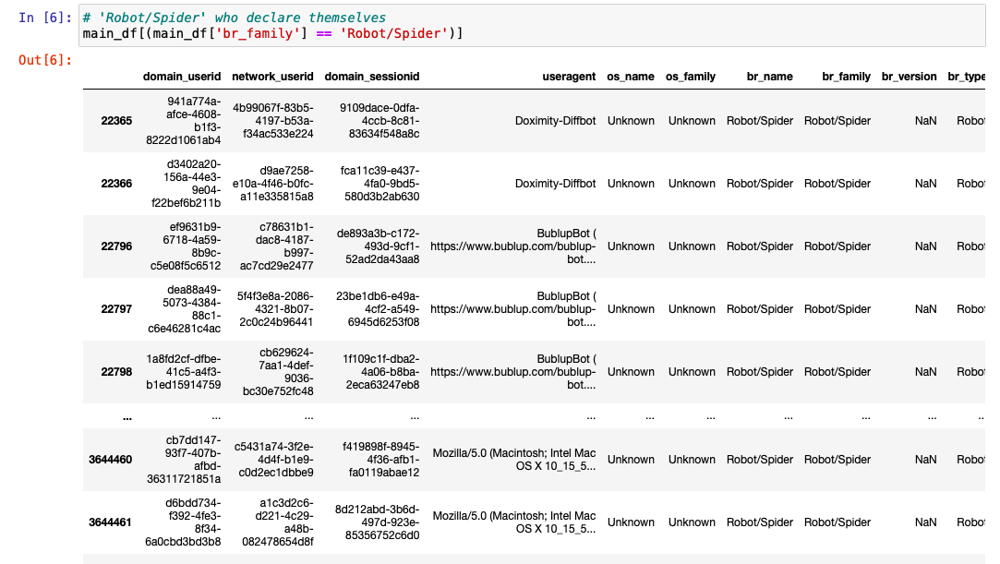 In [6]: # 'Robot/Spider' who declare themselves
main_df[(main_df['br_family'] == 'Robot/Spider')]
Out[6]:
domain_userid network_userid domain_sessionid useragent os_name os_family br_name br_family br_version br_type
22365 941a774a-afce-4608-b1f3-8222d1061ab4 4b99067f-83b5-4197-b53a-f34ac533e224 9109dace-0dfa-4ccb-8c81-83634f548a8c Doximity-Diffbot Unknown Unknown Robot/Spider Robot/Spider NaN Robot
22366 d3402a20-156a-44e3-9e04-f22bef6b211b d9ae7258-e10a-4f46-b0fc-a11e335815a8 fca11c39-e437-4fa0-9bd5-580d3b2ab630 Doximity-Diffbot Unknown Unknown Robot/Spider Robot/Spider NaN Robot
22796 ef9631b9-6718-4a59-8b9c-c5e08f5c6512 c78631b1-dac8-4187-b997-ac7cd29e2477 de893a3b-c172-493d-9cf1-52ad2da43aa8 BublupBot ( https://www.bublup.com/bublup-bot.... Unknown Unknown Robot/Spider Robot/Spider NaN Robot
22797 dea88a49-5073-4384-88c1-c6e46281c4ac 5f4f3e8a-2086-4321-8b07-2c0c24b96441 23be1db6-e49a-4cf2-a549-6945d6253f08 BublupBot ( https://www.bublup.com/bublup-bot.... Unknown Unknown Robot/Spider Robot/Spider NaN Robot
22798 1a8fd2cf-dfbe-41c5-a4f3-b1ed15914759 cb629624-7aa1-4def-9036-bc30e752fc48 1f109c1f-dba2-4a06-b8ba-2eca63247eb8 BublupBot ( https://www.bublup.com/bublup-bot.... Unknown Unknown Robot/Spider Robot/Spider NaN Robot
... ... ... ... ... ... ... ... ... ... ...
3644460 cb7dd147-93f7-407b-afbd-36311721851a c5431a74-3f2e-4d4f-b1e9-c0d2ec1dbbe9 f419898f-8945-4f36-afb1-fa0119abae12 Mozilla/5.0 (Macintosh; Intel Mac OS X 10_15_5... Unknown Unknown Robot/Spider Robot/Spider NaN Robot
3644461 d6bdd734-f392-4fe3-8f34-6a0cbd3bd3b8 a1c3d2c6-d221-4c29-a48b-082478654d8f 8d212abd-3b6d-497d-923e-85356752c6d0 Mozilla/5.0 (Macintosh; Intel Mac OS X 10_15_5... Unknown Unknown Robot/Spider Robot/Spider NaN Robot